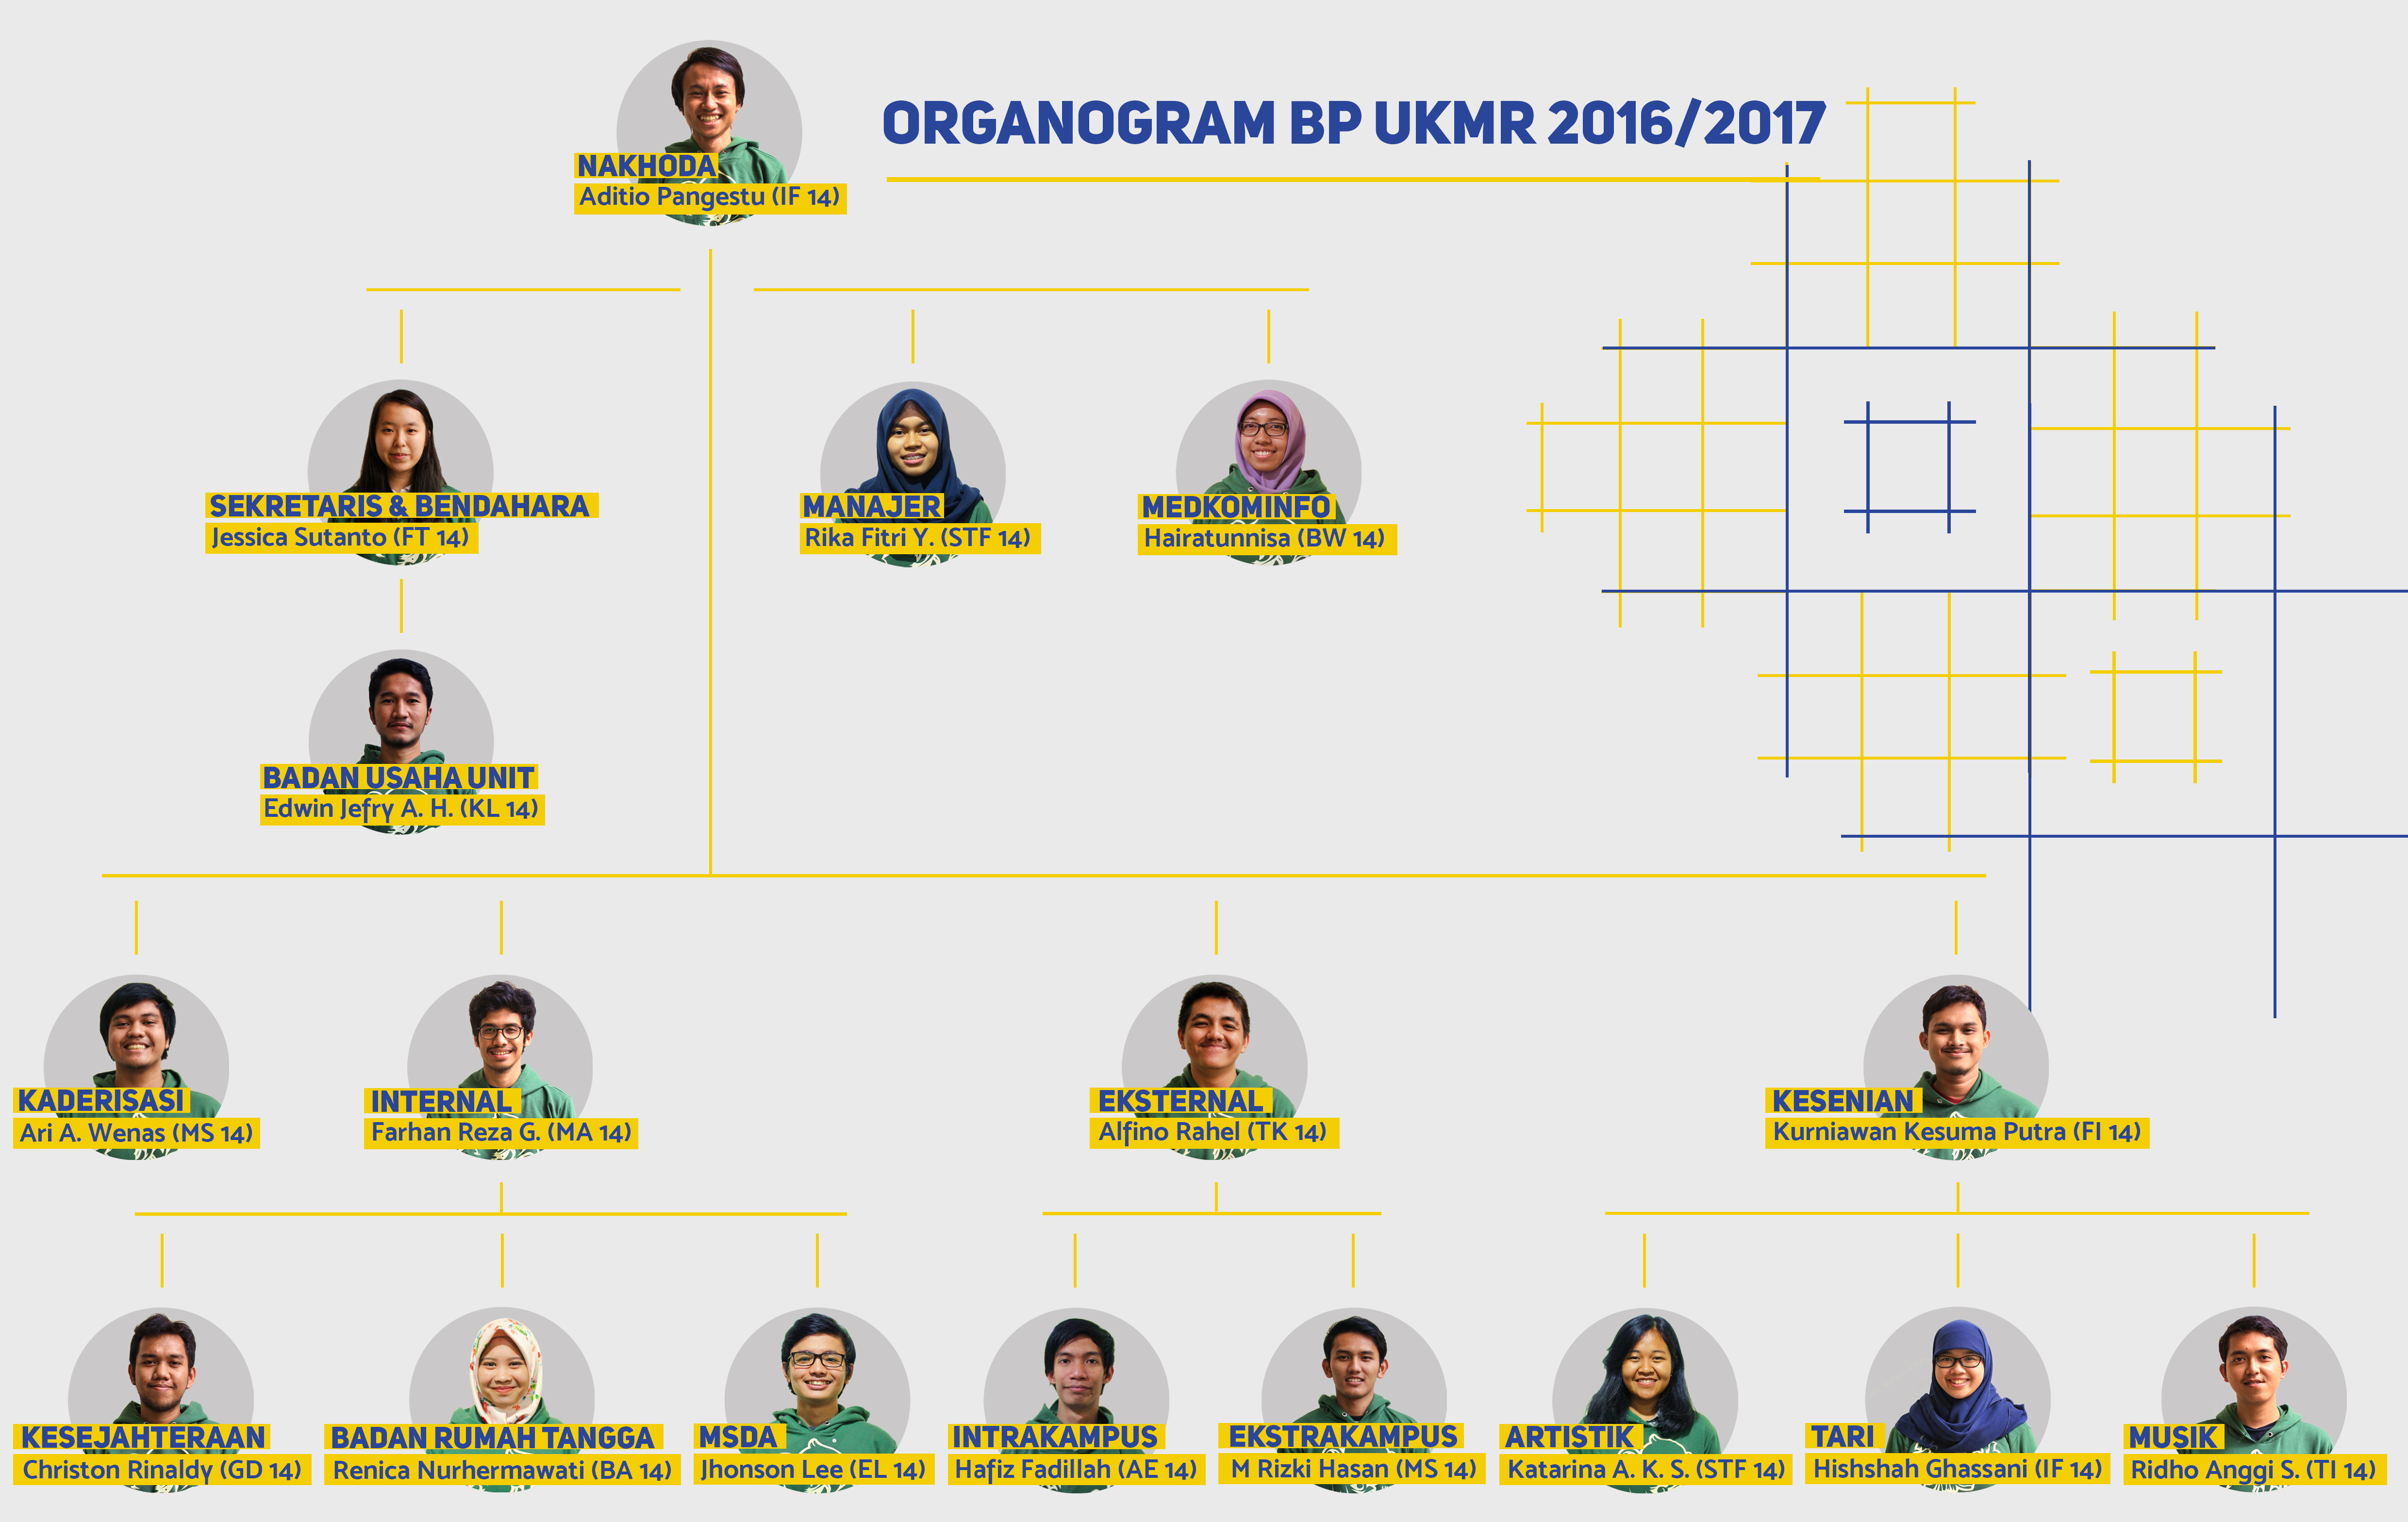 ORGANOGRAM BP UKMR 2016/2017
NAKHODA
Aditio Pangestu (IF 14)
SEKRETARIS & BENDAHARA
Jessica Sutanto (FT 14)
MANAJER
Rika Fitri Y. (STF 14)
MEDKOMINFO
Hairatunnisa (BW 14)
BADAN USAHA UNIT
Edwin Jefry A. H. (KL 14)
KADERISASI
Ari A. Wenas (MS 14)
INTERNAL
Farhan Reza G. (MA 14)
EKSTERNAL
Alfino Rahel (TK 14)
KESENIAN
Kurniawan Kesuma Putra (FI 14)
KESEJAHTERAAN
Christon Rinaldy (GD 14)
BADAN RUMAH TANGGA
Renica Nurhermawati (BA 14)
MSDA
Jhonson Lee (EL 14)
INTRAKAMPUS
Hafiz Fadillah (AE 14)
EKSTRAKAMPUS
M Rizki Hasan (MS 14)
ARTISTIK
Katarina A. K. S. (STF 14)
TARI
Hishshah Ghassani (IF 14)
MUSIK
Ridho Anggi S. (TI 14)